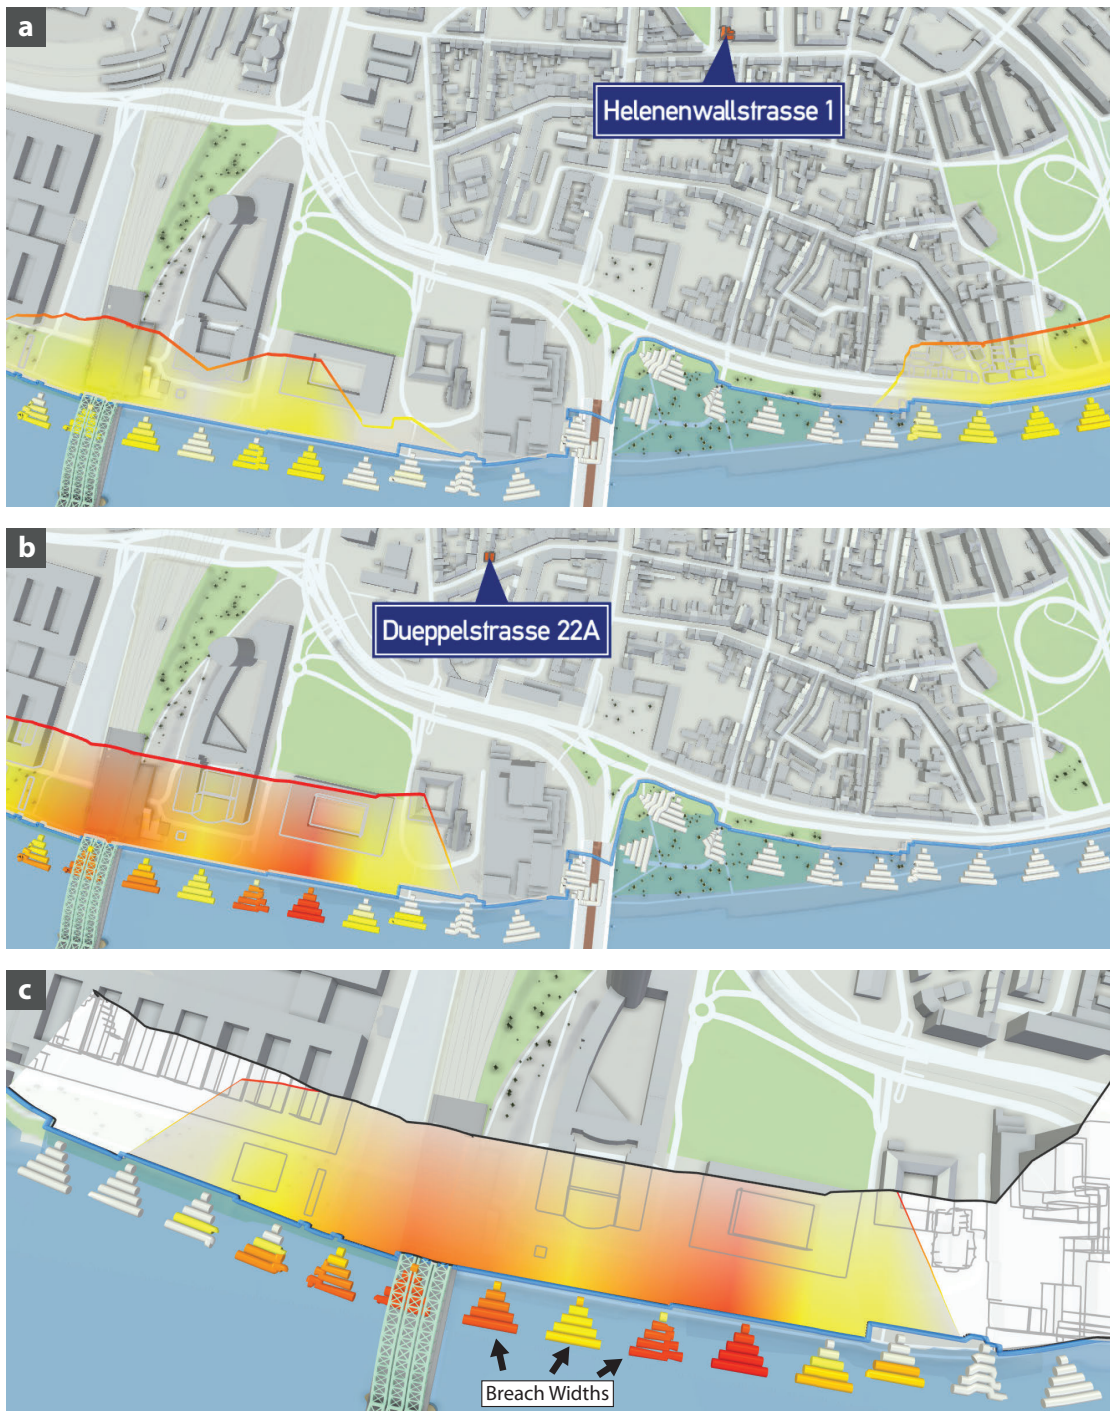 a
Helenenwallstrasse 1
b
Dueppelstrasse 22A
c
Breach Widths